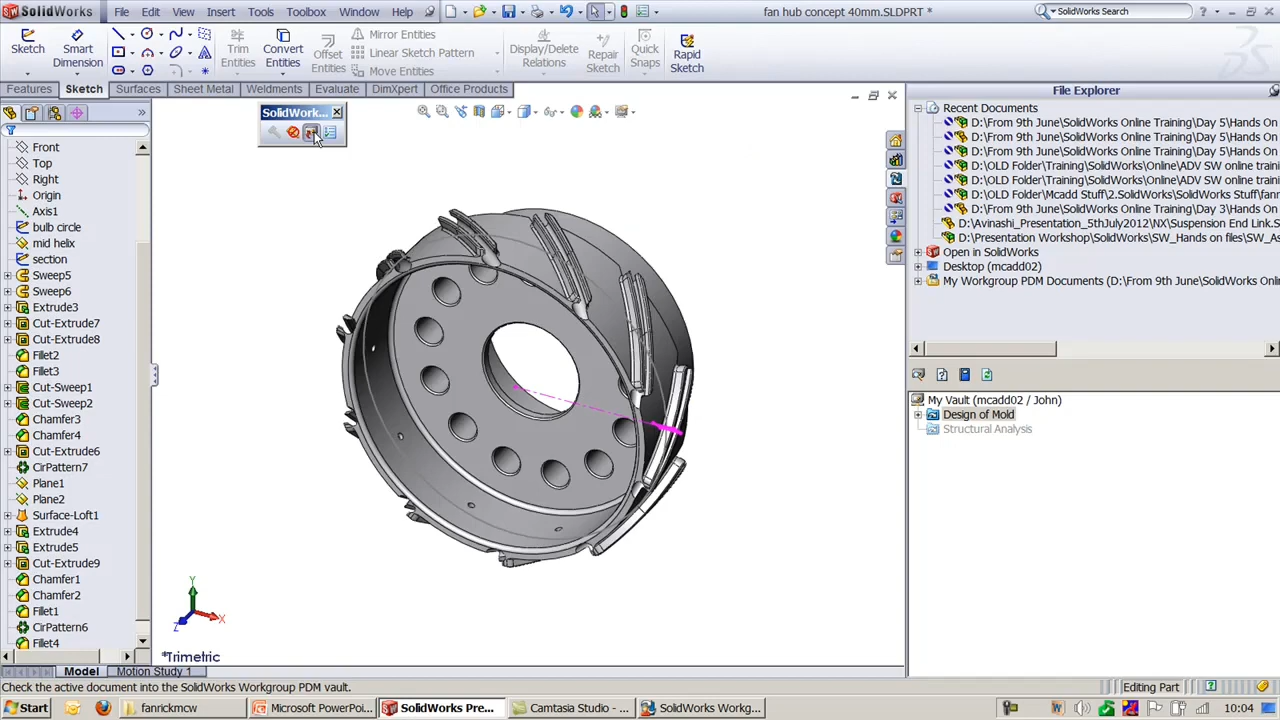 SolidWorks
File Edit View Insert Tools Toolbox Window Help
fan hub concept 40mm.SLDPRT *
SolidWorks Search
Sketch
Smart Dimension
Trim Entities
Convert Entities
Offset Entities
Mirror Entities
Linear Sketch Pattern
Move Entities
Display/Delete Relations
Repair Sketch
Quick Snaps
Rapid Sketch
Features Sketch Surfaces Sheet Metal Weldments Evaluate DimXpert Office Products
SolidWork...
Front
Top
Right
Origin
Axis1
bulb circle
mid helix
section
Sweep5
Sweep6
Extrude3
Cut-Extrude7
Cut-Extrude8
Fillet2
Fillet3
Cut-Sweep1
Cut-Sweep2
Chamfer3
Chamfer4
Cut-Extrude6
CirPattern7
Plane1
Plane2
Surface-Loft1
Extrude4
Extrude5
Cut-Extrude9
Chamfer1
Chamfer2
Fillet1
CirPattern6
Fillet4
Y
X
Z
*Trimetric
File Explorer
Recent Documents
D:\From 9th June\SolidWorks Online Training\Day 5\Hands On
D:\From 9th June\SolidWorks Online Training\Day 5\Hands On
D:\From 9th June\SolidWorks Online Training\Day 5\Hands On
D:\OLD Folder\Training\SolidWorks\Online\ADV SW online traini
D:\OLD Folder\Training\SolidWorks\Online\ADV SW online traini
D:\OLD Folder\Mcadd Stuff\2.SolidWorks\SolidWorks Stuff\fanr
D:\From 9th June\SolidWorks Online Training\Day 3\Hands On
D:\Avinashi_Presentation_5thJuly2012\NX\Suspension End Link.S
D:\Presentation Workshop\SolidWorks\SW_Hands on files\SW_As
Open in SolidWorks
Desktop (mcadd02)
My Workgroup PDM Documents (D:\From 9th June\SolidWork
My Vault (mcadd02 / John)
Design of Mold
Structural Analysis
Model Motion Study 1
Check the active document into the SolidWorks Workgroup PDM vault.
Editing Part
Start
fanrickmcw
Microsoft PowerPoi...
SolidWorks Pre...
Camtasia Studio - ...
SolidWorks Workg...
10:04